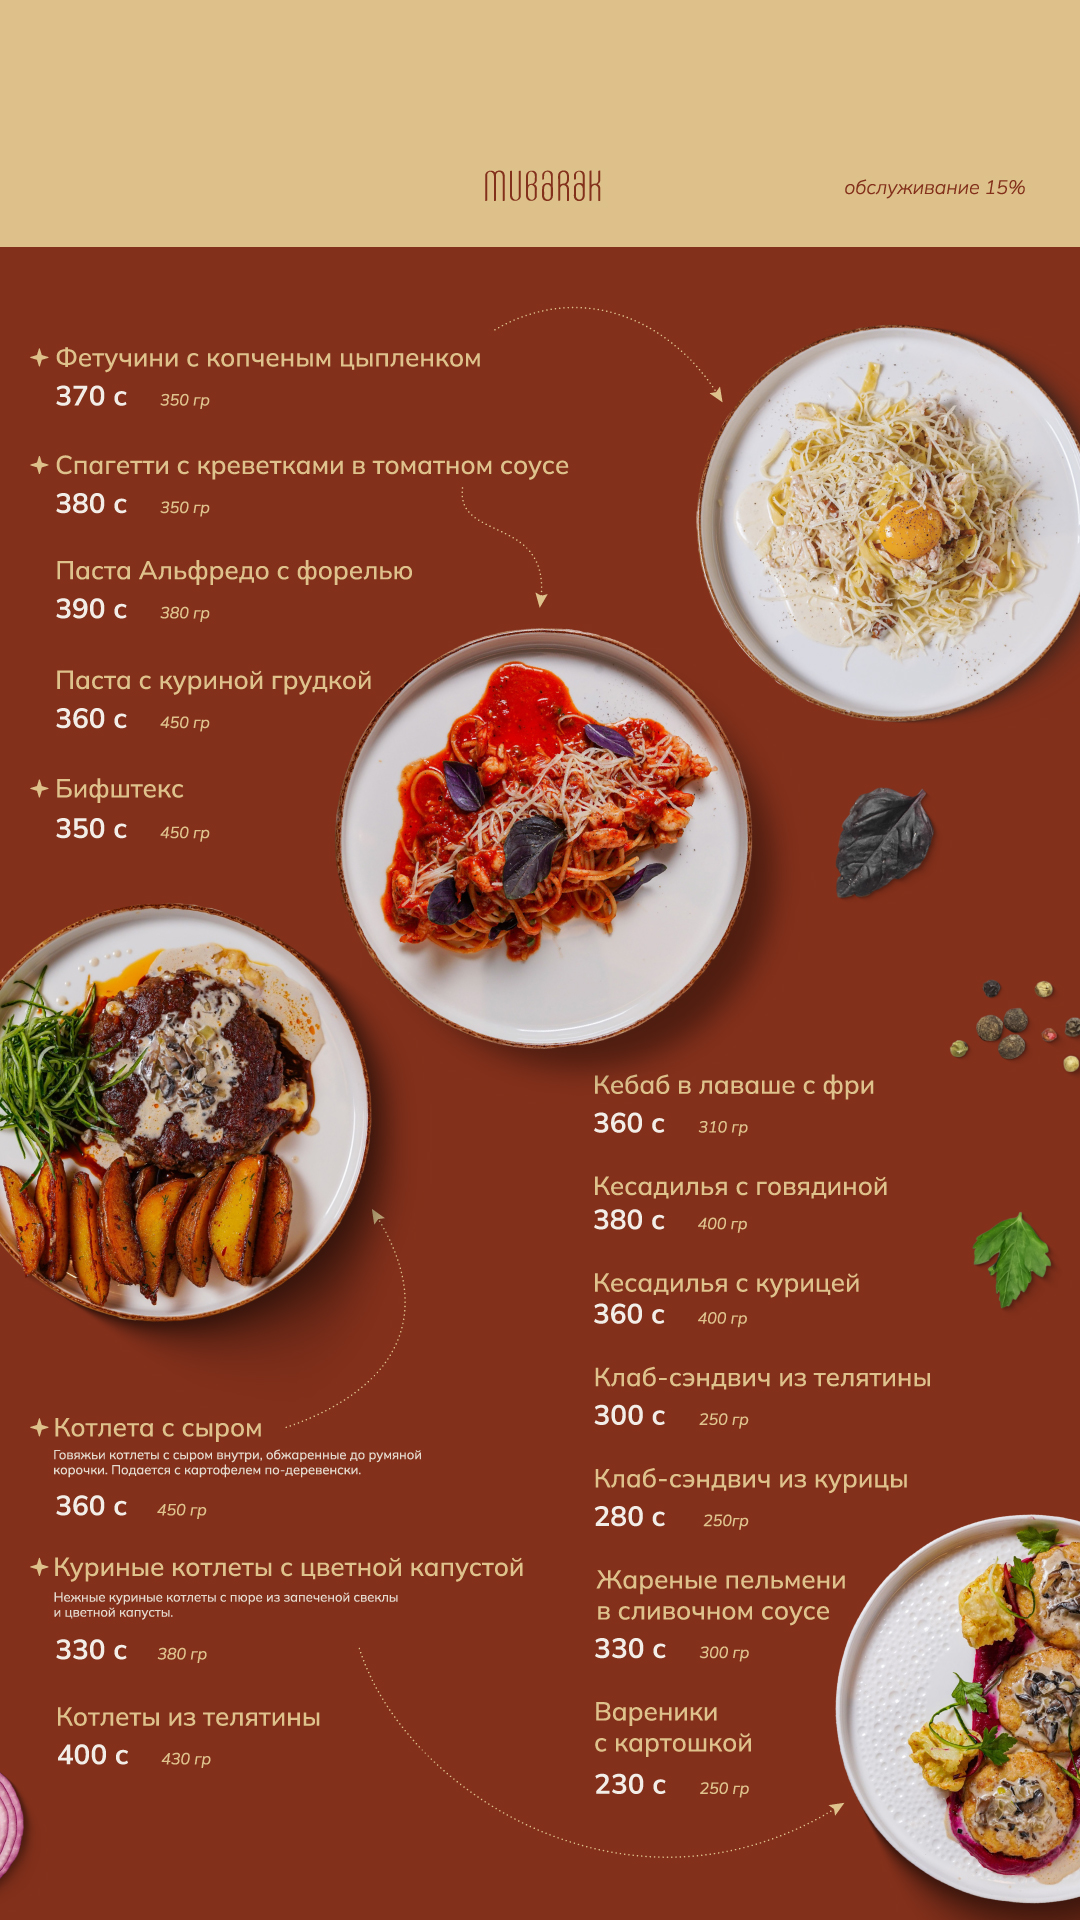 mubarak
обслуживание 15%
Фетучини с копченым цыпленком
370 с 350 гр
Спагетти с креветками в томатном соусе
380 с 350 гр
Паста Альфредо с форелью
390 с 380 гр
Паста с куриной грудкой
360 с 450 гр
Бифштекс
350 с 450 гр
Котлета с сыром
Говяжьи котлеты с сыром внутри, обжаренные до румяной
корочки. Подается с картофелем по-деревенски.
360 с 450 гр
Куриные котлеты с цветной капустой
Нежные куриные котлеты с пюре из запеченой свеклы
и цветной капусты.
330 с 380 гр
Котлеты из телятины
400 с 430 гр
Кебаб в лаваше с фри
360 с 310 гр
Кесадилья с говядиной
380 с 400 гр
Кесадилья с курицей
360 с 400 гр
Клаб-сэндвич из телятины
300 с 250 гр
Клаб-сэндвич из курицы
280 с 250гр
Жареные пельмени
в сливочном соусе
330 с 300 гр
Вареники
с картошкой
230 с 250 гр